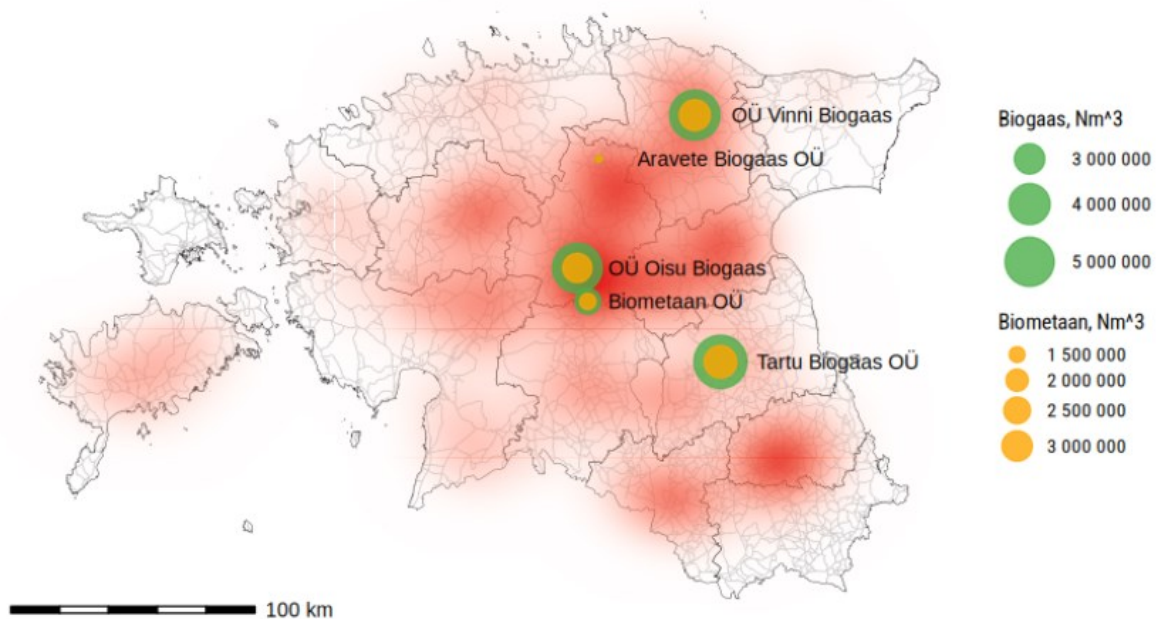 OÜ Vinni Biogaas
Aravete Biogaas OÜ
OÜ Oisu Biogaas
Biometaan OÜ
Tartu Biogaas OÜ
Biogaas, Nm^3
3 000 000
4 000 000
5 000 000
Biometaan, Nm^3
1 500 000
2 000 000
2 500 000
3 000 000
100 km